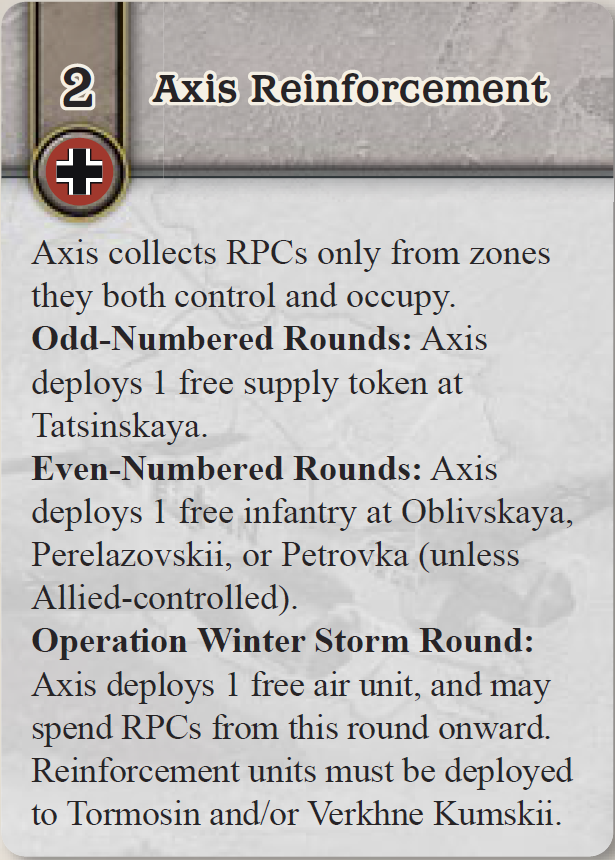 2
Axis Reinforcement
Axis collects RPCs only from zones
they both control and occupy.
Odd-Numbered Rounds: Axis
deploys 1 free supply token at
Tatsinskaya.
Even-Numbered Rounds: Axis
deploys 1 free infantry at Oblivskaya,
Perelazovskii, or Petrovka (unless
Allied-controlled).
Operation Winter Storm Round:
Axis deploys 1 free air unit, and may
spend RPCs from this round onward.
Reinforcement units must be deployed
to Tormosin and/or Verkhne Kumskii.